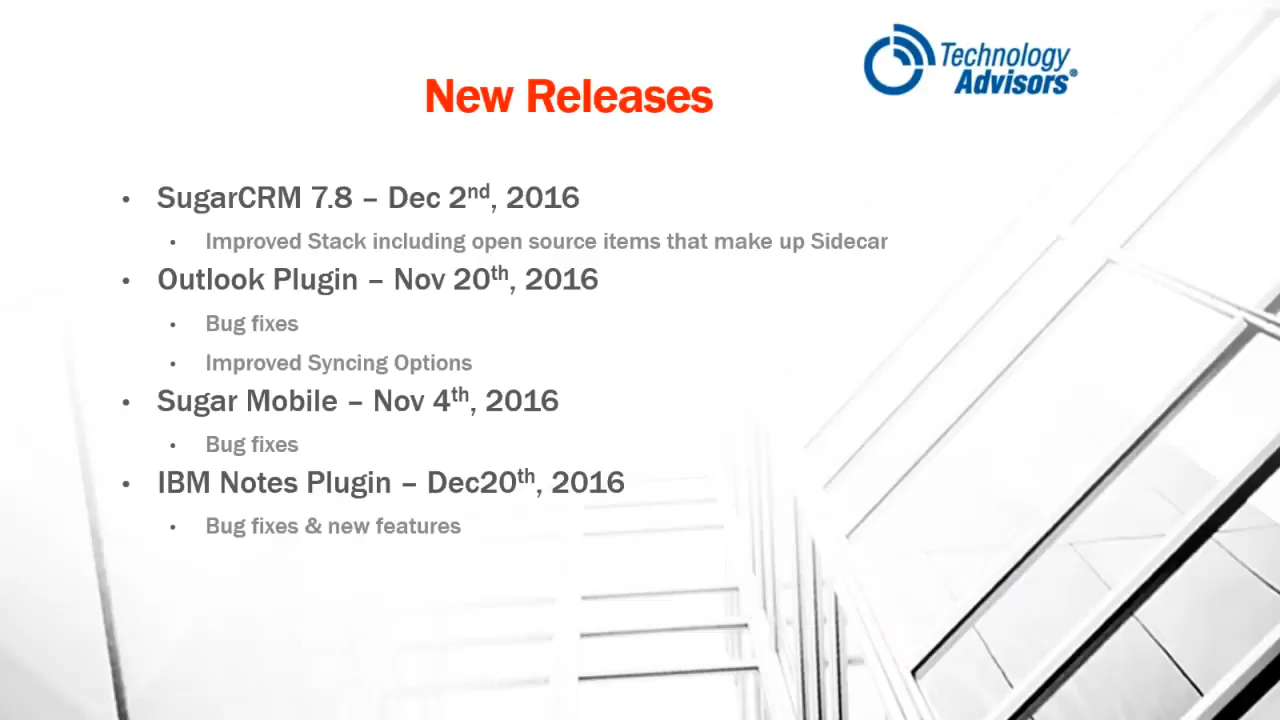 Technology
Advisors®
New Releases
• SugarCRM 7.8 – Dec 2nd, 2016
• Improved Stack including open source items that make up Sidecar
• Outlook Plugin – Nov 20th, 2016
• Bug fixes
• Improved Syncing Options
• Sugar Mobile – Nov 4th, 2016
• Bug fixes
• IBM Notes Plugin – Dec20th, 2016
• Bug fixes & new features